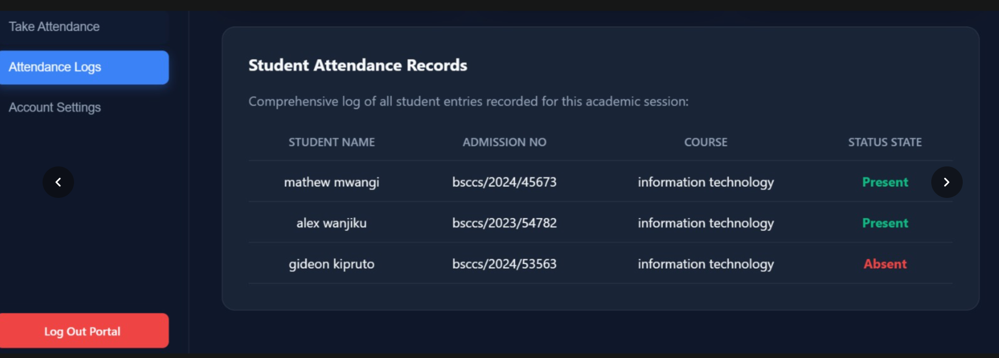 Take Attendance
Attendance Logs
Account Settings
Log Out Portal
Student Attendance Records
Comprehensive log of all student entries recorded for this academic session:
STUDENT NAME ADMISSION NO COURSE STATUS STATE
mathew mwangi bsccs/2024/45673 information technology Present
alex wanjiku bsccs/2023/54782 information technology Present
gideon kipruto bsccs/2024/53563 information technology Absent